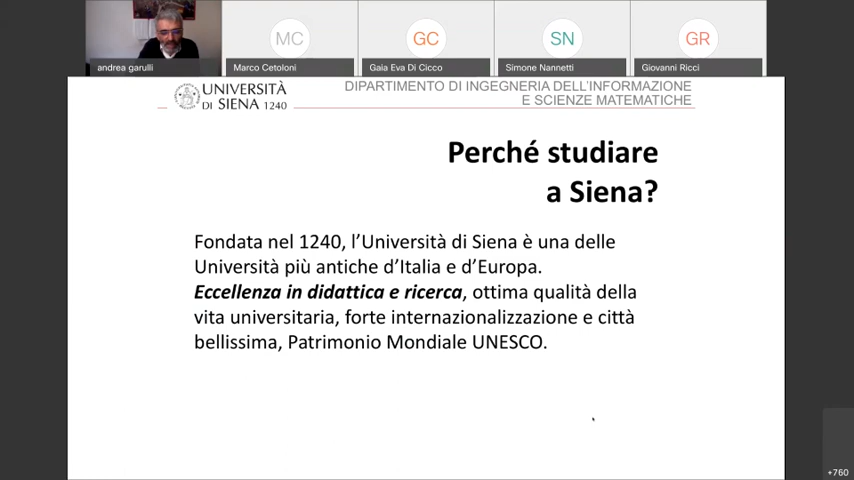 MC
GC
SN
GR
andrea garulli
Marco Cetoloni
Gaia Eva Di Cicco
Simone Nannetti
Giovanni Ricci
UNIVERSITÀ
DI SIENA 1240
DIPARTIMENTO DI INGEGNERIA DELL'INFORMAZIONE
E SCIENZE MATEMATICHE
Perché studiare
a Siena?
Fondata nel 1240, l’Università di Siena è una delle
Università più antiche d’Italia e d’Europa.
Eccellenza in didattica e ricerca, ottima qualità della
vita universitaria, forte internazionalizzazione e città
bellissima, Patrimonio Mondiale UNESCO.
+760